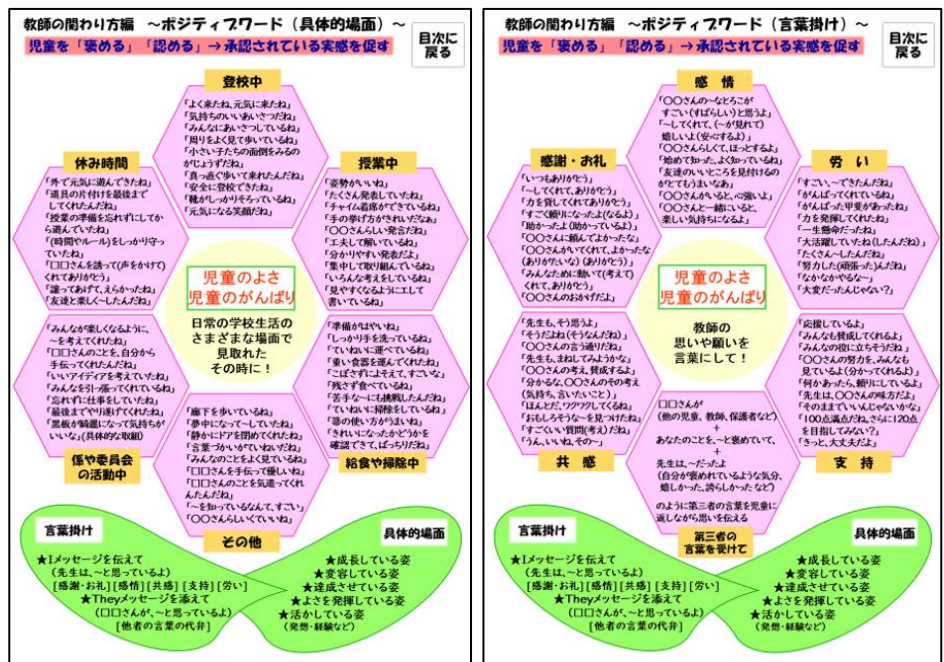 教師の関わり方編 ～ポジティブワード（具体的場面）～
児童を「褒める」「認める」→承認されている実感を促す
目次に
戻る
登校中
「よく来たね、元気に来たね」
「気持ちのいいあいさつだね」
「みんなにあいさつしているね」
「周りをよく見て歩いているね」
「小さい子たちの面倒をみるの
がじょうずだね」
「真っ直ぐ歩いて来れたんだね」
「安全に登校できたね」
「靴がしっかりそろっているね」
「元気になる笑顔だね」
休み時間
「外で元気に遊んできたね」
「道具の片付けを最後まで
してくれたんだね」
「授業の準備を忘れずにしてか
ら遊んでいたね」
「(時間やルール)をしっかり守っ
ていたね」
「□□さんを誘って(声をかけて)
くれてありがとう」
「譲ってあげて、えらかったね」
「友達と楽しく～したんだね」
授業中
「姿勢がいいね」
「たくさん発表していたね」
「チャイム着席ができているね」
「手の挙げ方がきれいだなぁ」
「〇〇さんらしい発言だね」
「工夫して解いているね」
「分かりやすい発表だよ」
「集中して取り組んでいるね」
「いろんな考えをしているね」
「見やすくなるように工して
書いているね」
児童のよさ
児童のがんばり
日常の学校生活の
さまざまな場面で
見取れた
その時に！
「みんなが楽しくなるように、
～を考えてくれたね」
「□□さんのことを、自分から
手伝ってくれたんだね」
「いいアイディアを考えていたね」
「みんなを引っ張ってくれているね」
「忘れずに仕事をしていたね」
「最後までやり遂げてくれたね」
「黒板が綺麗になって気持ちが
いいな」(具体的な取組)
係や委員会
の活動中
「準備がはやいね」
「しっかり手を洗っているね」
「ていねいに運べているね」
「重い食器を運んでくれたね」
「こぼさずによそえて、すごいな」
「残さず食べているね」
「苦手な～にも挑戦したんだね」
「ていねいに掃除をしているね」
「箒の使い方がうまいね」
「きれいになったかどうかを
確認できて、ばっちりだね」
給食や掃除中
「廊下を歩いているね」
「夢中になって～していたね」
「静かにドアを閉めてくれたね」
「言葉づかいがていねいだね」
「みんなのことをよく見ているね」
「□□さんを手伝って優しいね」
「□□さんのことを気遣ってくれ
んたんだね」
「～を知っているなんて、すごい」
「〇〇さんらしくていいね」
その他
言葉掛け
★Iメッセージを伝えて
(先生は、～と思っているよ)
[感謝・お礼] [感情] [共感] [支持] [労い]
★Theyメッセージを添えて
(□□さんが、～と思っているよ)
[他者の言葉の代弁]
具体的場面
★成長している姿
★変容している姿
★達成させている姿
★よさを発揮している姿
★活かしている姿
(発想・経験など)
教師の関わり方編 ～ポジティブワード（言葉掛け）～
児童を「褒める」「認める」→承認されている実感を促す
目次に
戻る
感 情
「〇〇さんの～なところが
すごい(すばらしい)と思うよ」
「～してくれて、(～が見れて)
嬉しいよ(安心するよ)」
「〇〇さんらしくて、ほっとするよ」
「始めて知った、よく知っているね」
「友達のいいところを見付けるの
がとてもうまいなあ」
「〇〇さんがいると、心強いよ」
「〇〇さんと一緒にいると、
楽しい気持ちになるよ」
感謝・お礼
「いつもありがとう」
「～してくれて、ありがとう」
「力を貸してくれてありがとう」
「すごく頼りになったよ(なるよ)」
「助かったよ(助かっているよ)」
「〇〇さんに頼んでよかったな」
「〇〇さんがいてくれて、よかったな
(ありがたいな)(ありがとう)」
「みんなために動いて(考えて)
くれて、ありがとう」
「〇〇さんのおかげだよ」
労 い
「すごい、～できたんだね」
「がんばってくれているね」
「がんばった甲斐があったね」
「力を発揮してくれたね」
「一生懸命だったね」
「大活躍していたね(したんだね)」
「たくさん～したんだね」
「努力した(頑張った)んだね」
「なかなかやるな～」
「大変だったんじゃない？」
児童のよさ
児童のがんばり
教師の
思いや願いを
言葉にして！
「先生も、そう思うよ」
「そうだよね(そうなんだね)」
「〇〇さんの言う通りだね」
「先生も、まねしてみようかな」
「〇〇さんの考え、賛成するよ」
「分かるな、〇〇さんのその考え
(気持ち、言いたいこと)」
「ほんとだ、ワクワクしてくるね」
「おもしろそうな～を見つけたね」
「すごくいい質問(考え)だね」
「うん、いいね、その～」
共 感
「応援しているよ」
「みんなも賛成してくれるよ」
「みんなの役に立ちそうだね」
「〇〇さんの努力を、みんなも
見ているよ(分かってくれるよ)」
「何かあったら、頼りにしているよ」
「先生は、〇〇さんの味方だよ」
「そのままでいいんじゃないかな」
「100点満点だね、さらに120点
を目指してみない？」
「きっと、大丈夫だよ」
支 持
□□さんが
(他の児童、教師、保護者など)
+
あなたのことを、～と褒めていて、
+
先生は、～だったよ
(自分が褒められているような気分、
嬉しかった、誇らしかった など)
のように第三者の言葉を児童に
返しながら思いを伝える
第三者の
言葉を受けて
言葉掛け
★Iメッセージを伝えて
(先生は、～と思っているよ)
[感謝・お礼] [感情] [共感] [支持] [労い]
★Theyメッセージを添えて
(□□さんが、～と思っているよ)
[他者の言葉の代弁]
具体的場面
★成長している姿
★変容している姿
★達成させている姿
★よさを発揮している姿
★活かしている姿
(発想・経験など)